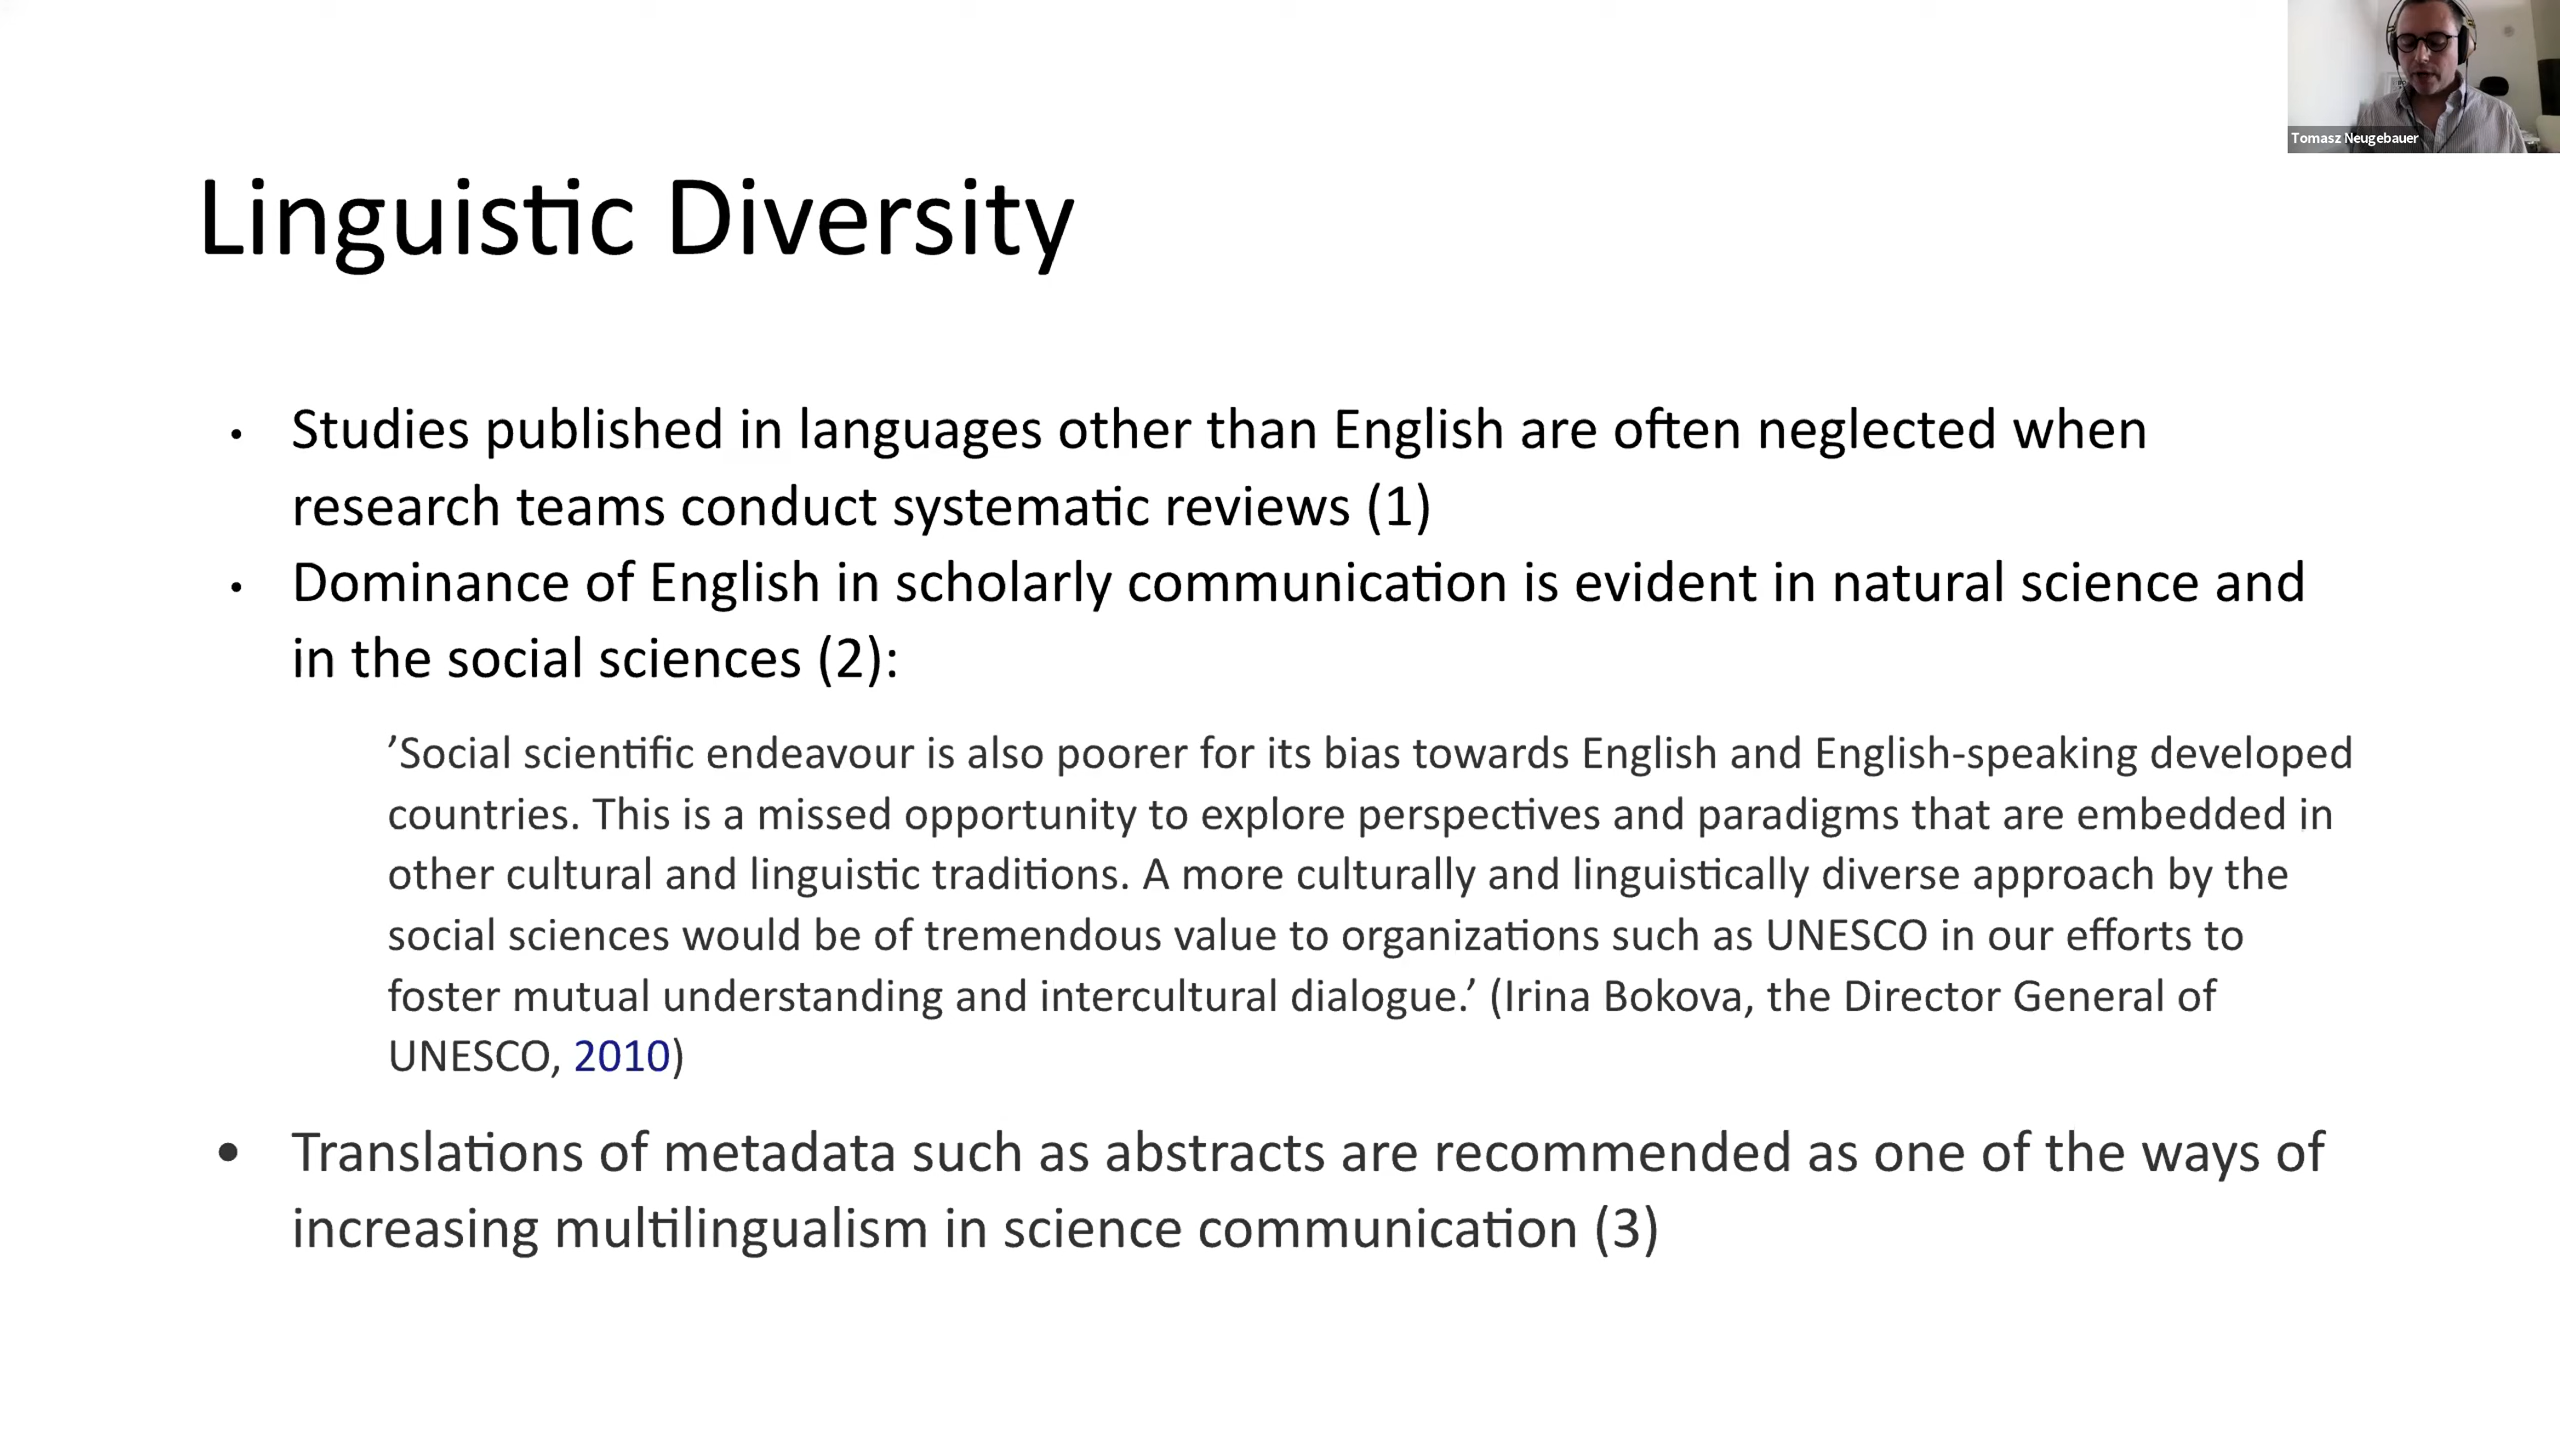 Tomasz Neugebauer
Linguistic Diversity
• Studies published in languages other than English are often neglected when
research teams conduct systematic reviews (1)
• Dominance of English in scholarly communication is evident in natural science and
in the social sciences (2):
’Social scientific endeavour is also poorer for its bias towards English and English-speaking developed
countries. This is a missed opportunity to explore perspectives and paradigms that are embedded in
other cultural and linguistic traditions. A more culturally and linguistically diverse approach by the
social sciences would be of tremendous value to organizations such as UNESCO in our efforts to
foster mutual understanding and intercultural dialogue.’ (Irina Bokova, the Director General of
UNESCO, 2010)
• Translations of metadata such as abstracts are recommended as one of the ways of
increasing multilingualism in science communication (3)